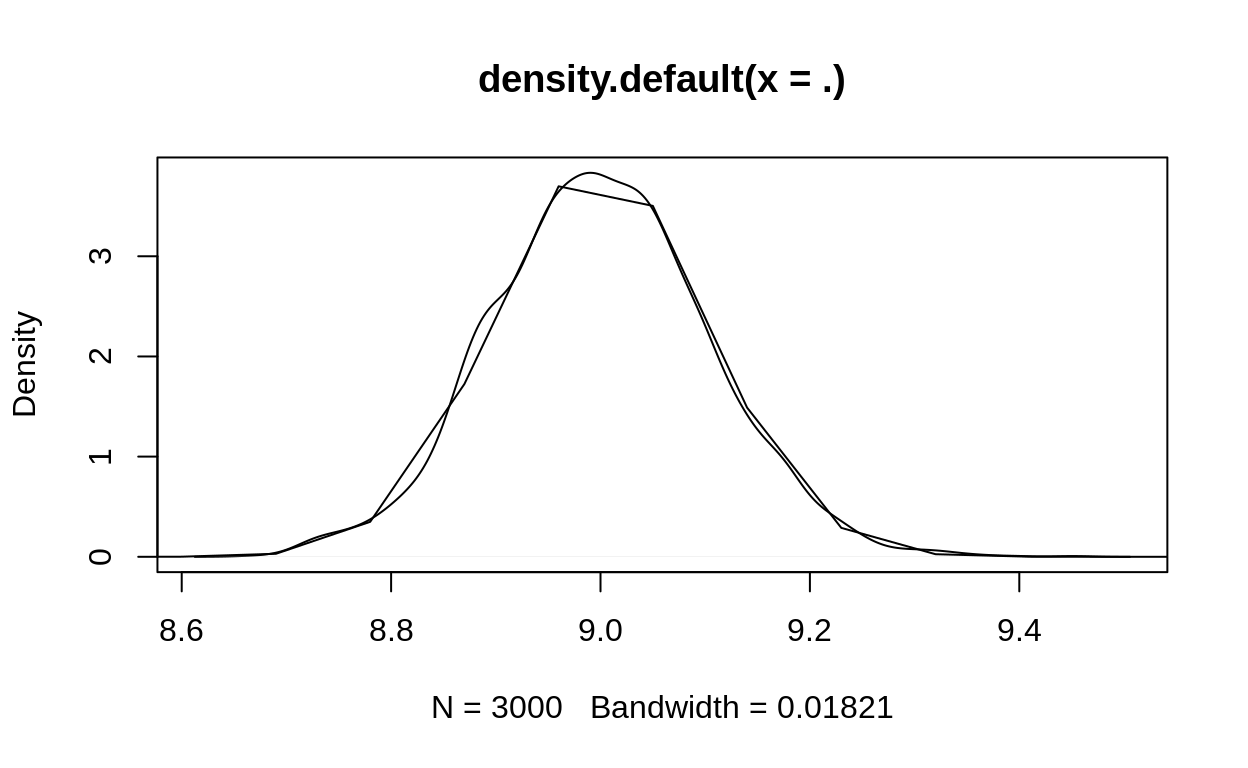 density.default(x = .)
Density
3
2
1
0
8.6 8.8 9.0 9.2 9.4
N = 3000 Bandwidth = 0.01821